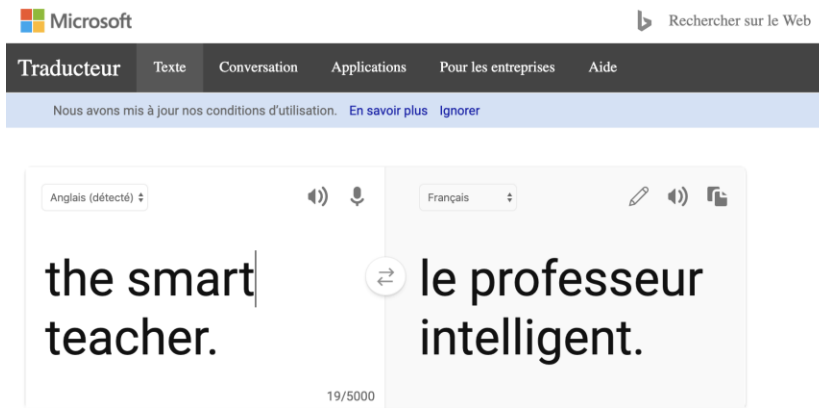 Microsoft
Rechercher sur le Web
Traducteur Texte Conversation Applications Pour les entreprises Aide
Nous avons mis à jour nos conditions d'utilisation. En savoir plus Ignorer
Anglais (détecté)
Français
the smart
teacher.
le professeur
intelligent.
19/5000